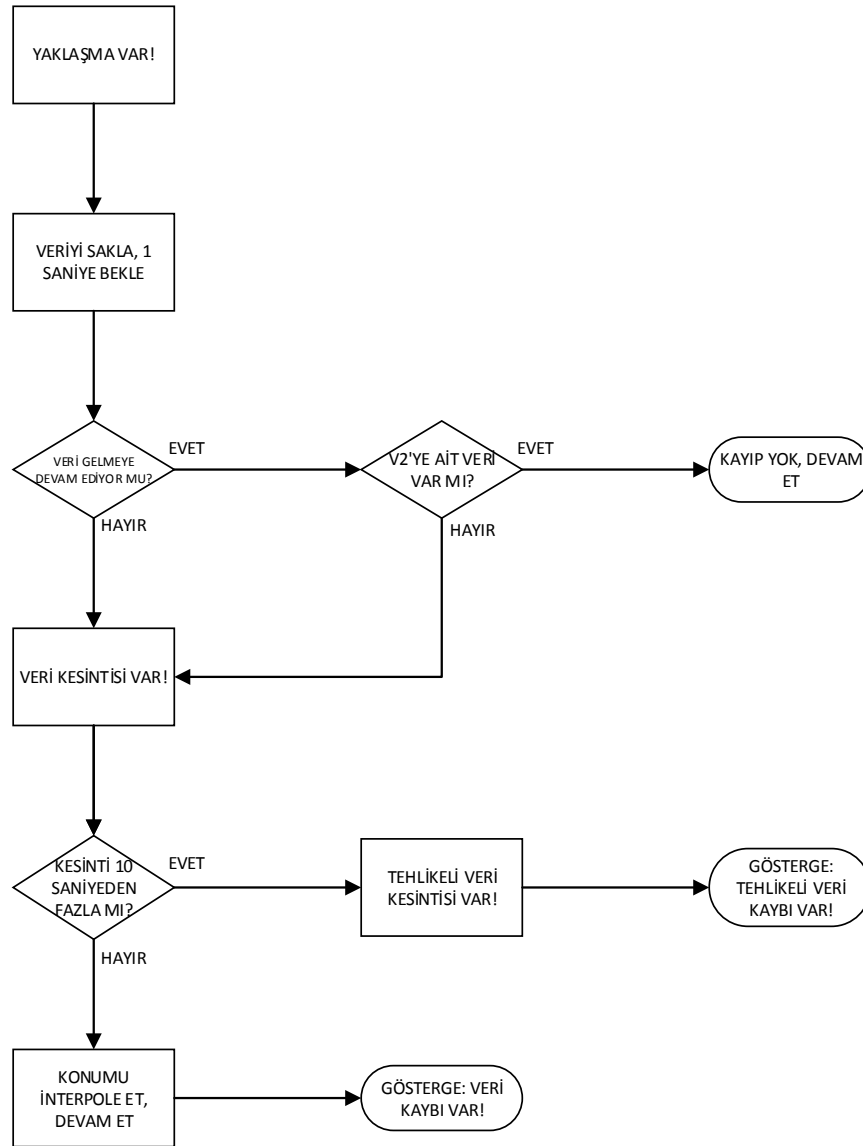 YAKLAŞMA VAR!
VERİYİ SAKLA, 1
SANİYE BEKLE
VERİ GELMEYE
DEVAM EDİYOR MU?
EVET
HAYIR
V2'YE AİT VERİ
VAR MI?
EVET
HAYIR
KAYIP YOK, DEVAM
ET
VERİ KESİNTİSİ VAR!
KESİNTİ 10
SANİYEDEN
FAZLA MI?
EVET
HAYIR
TEHLİKELİ VERİ
KESİNTİSİ VAR!
GÖSTERGE:
TEHLİKELİ VERİ
KAYBI VAR!
KONUMU
İNTERPOLE ET,
DEVAM ET
GÖSTERGE: VERİ
KAYBI VAR!